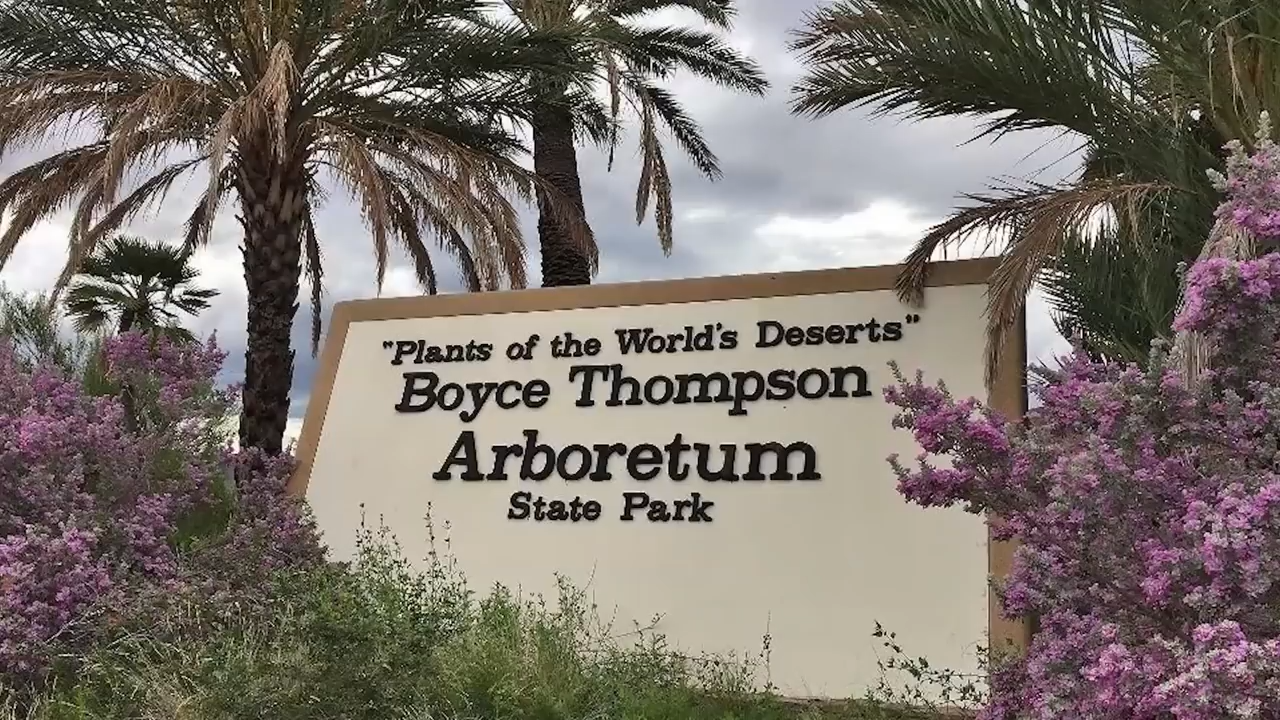 "Plants of the World's Deserts"
Boyce Thompson
Arboretum
State Park